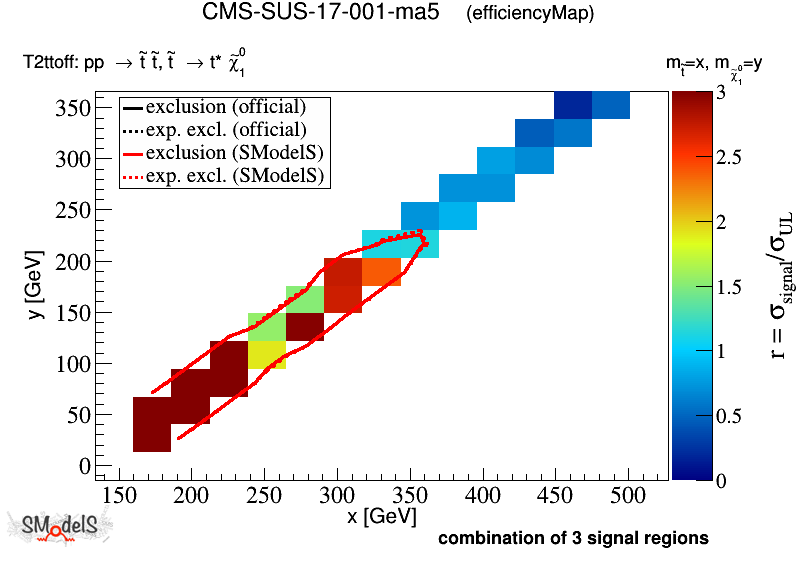 CMS-SUS-17-001-ma5 (efficiencyMap)
T2ttoff: pp → t̃ t̃, t̃ → t* χ̃₁⁰
m_t̃=x, m_χ̃₁⁰=y
exclusion (official)
exp. excl. (official)
exclusion (SModelS)
exp. excl. (SModelS)
350
300
250
200
150
100
50
0
y [GeV]
150 200 250 300 350 400 450 500
x [GeV]
3
2.5
2
1.5
1
0.5
0
r = σ_signal/σ_UL
SModelS
combination of 3 signal regions